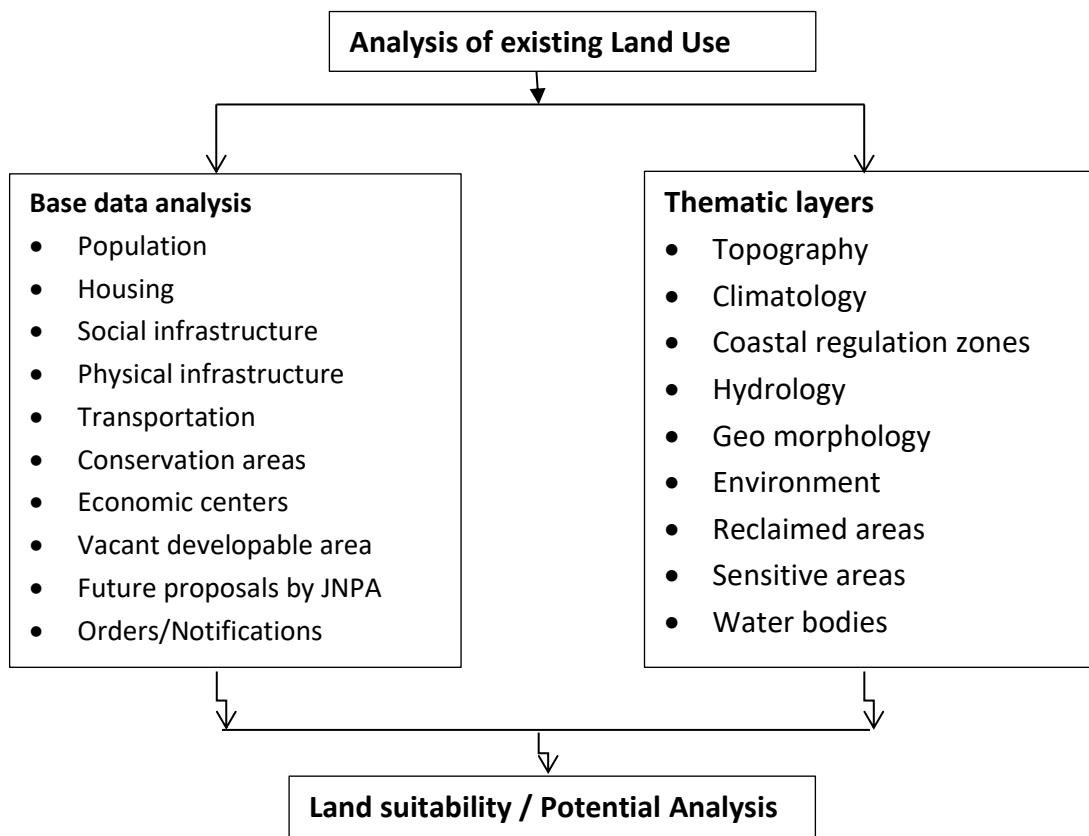 Analysis of existing Land Use
Base data analysis
• Population
• Housing
• Social infrastructure
• Physical infrastructure
• Transportation
• Conservation areas
• Economic centers
• Vacant developable area
• Future proposals by JNPA
• Orders/Notifications
Thematic layers
• Topography
• Climatology
• Coastal regulation zones
• Hydrology
• Geo morphology
• Environment
• Reclaimed areas
• Sensitive areas
• Water bodies
Land suitability / Potential Analysis